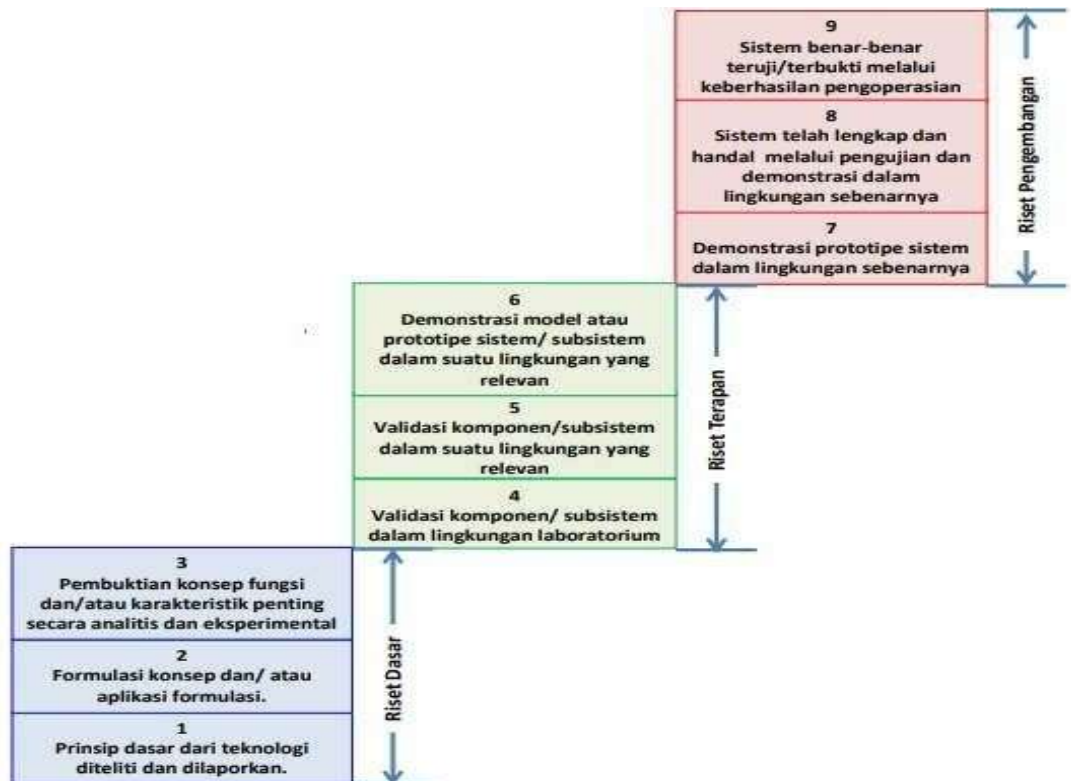 9
Sistem benar-benar
teruji/terbukti melalui
keberhasilan pengoperasian
8
Sistem telah lengkap dan
handal melalui pengujian dan
demonstrasi dalam
lingkungan sebenarnya
7
Demonstrasi prototipe sistem
dalam lingkungan sebenarnya
Riset Pengembangan
6
Demonstrasi model atau
prototipe sistem/ subsistem
dalam suatu lingkungan yang
relevan
5
Validasi komponen/subsistem
dalam suatu lingkungan yang
relevan
4
Validasi komponen/ subsistem
dalam lingkungan laboratorium
Riset Terapan
3
Pembuktian konsep fungsi
dan/atau karakteristik penting
secara analitis dan eksperimental
2
Formulasi konsep dan/ atau
aplikasi formulasi.
1
Prinsip dasar dari teknologi
diteliti dan dilaporkan.
Riset Dasar